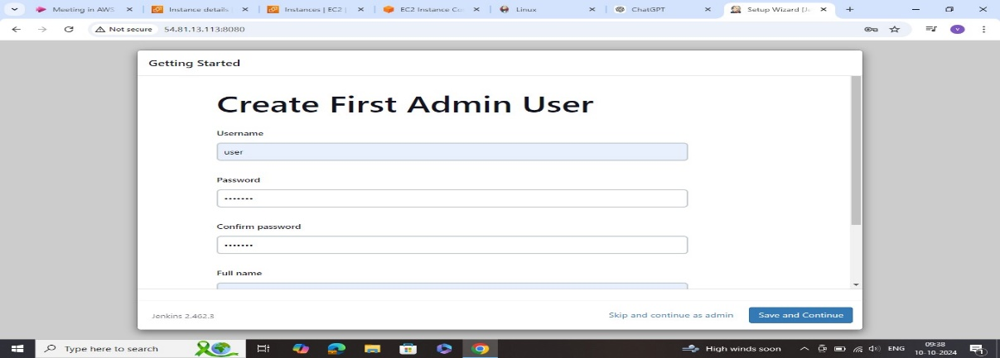 Meeting in AWS
Instance details
Instances | EC2 |
EC2 Instance Co
Linux
ChatGPT
Setup Wizard [Je
Not secure 54.81.13.113:8080
Getting Started
Create First Admin User
Username
user
Password
•••••••
Confirm password
•••••••
Full name
Jenkins 2.462.3
Skip and continue as admin
Save and Continue
Type here to search
High winds soon
ENG
09:38
10-10-2024